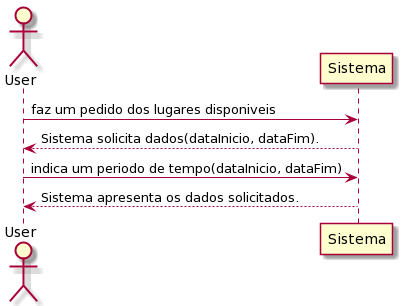 User
Sistema
faz um pedido dos lugares disponiveis
Sistema solicita dados(dataInicio, dataFim).
indica um periodo de tempo(dataInicio, dataFim)
Sistema apresenta os dados solicitados.
User
Sistema